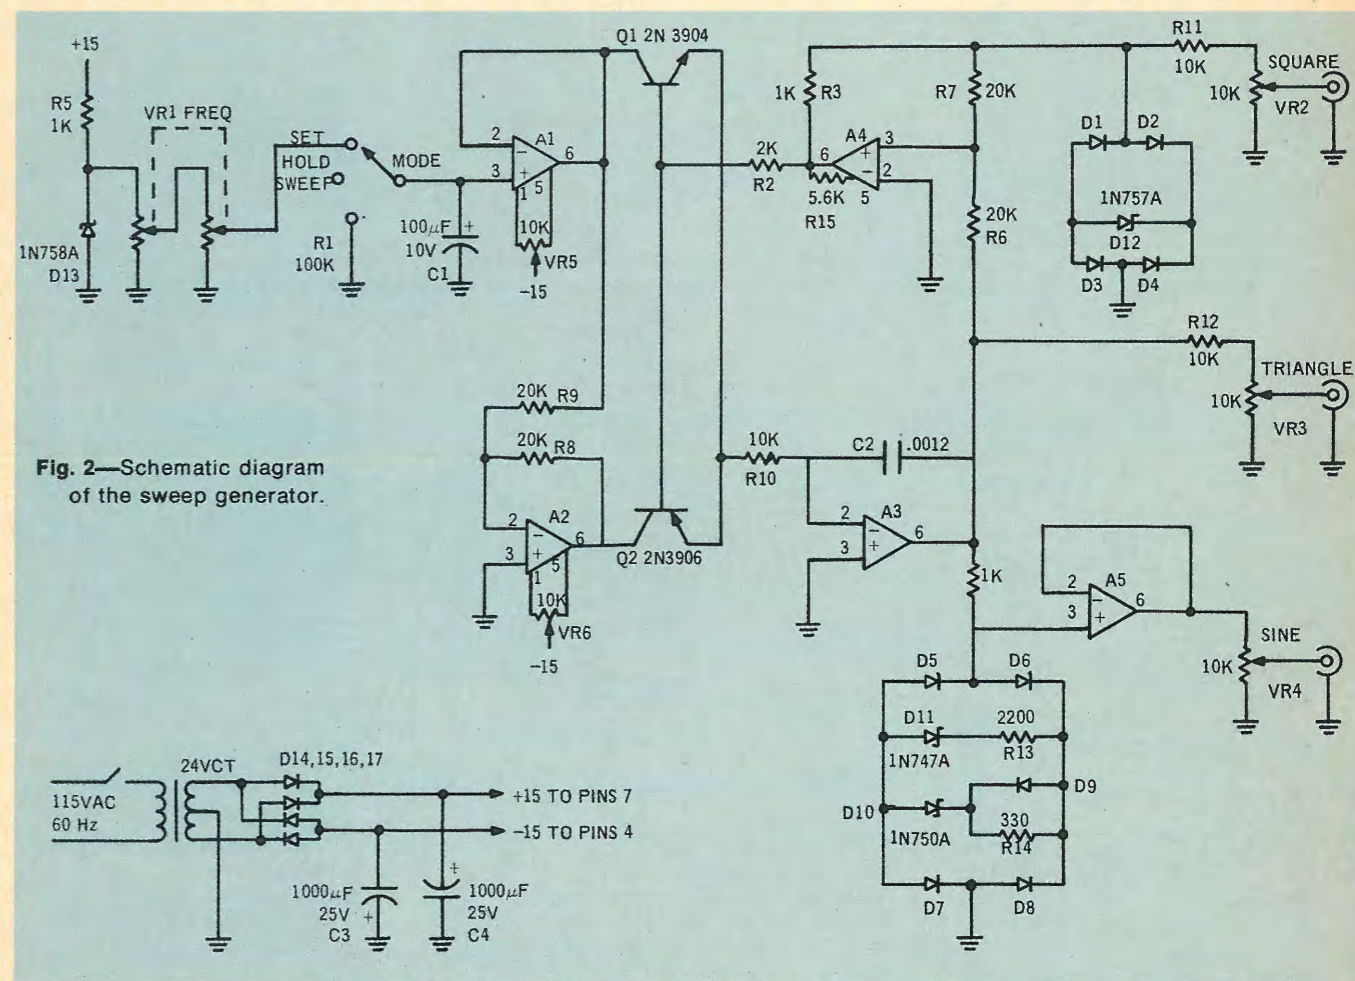 +15
R5
1K
VR1 FREQ
1N758A
D13
SET
HOLD
SWEEP
MODE
R1
100K
100µF
10V
C1
+
2
−
3
+
A1
6
1
5
10K
VR5
−15
Q1 2N 3904
2K
R2
1K
R3
R7
20K
A4
6
3
+
2
−
5
5.6K
R15
20K
R6
R11
10K
10K
SQUARE
VR2
D1
D2
1N757A
D12
D3
D4
R12
10K
TRIANGLE
10K
VR3
20K
R9
20K
R8
2
−
3
+
A2
6
1
5
10K
VR6
−15
Q2 2N3906
10K
R10
C2
.0012
2
−
3
+
A3
6
1K
2
−
3
+
A5
6
SINE
10K
VR4
D5
D6
D11
2200
1N747A
R13
D9
D10
1N750A
330
R14
D7
D8
Fig. 2—Schematic diagram
of the sweep generator.
115VAC
60 Hz
24VCT
D14,15,16,17
+15 TO PINS 7
−15 TO PINS 4
1000µF
25V
+
C3
+
1000µF
25V
C4